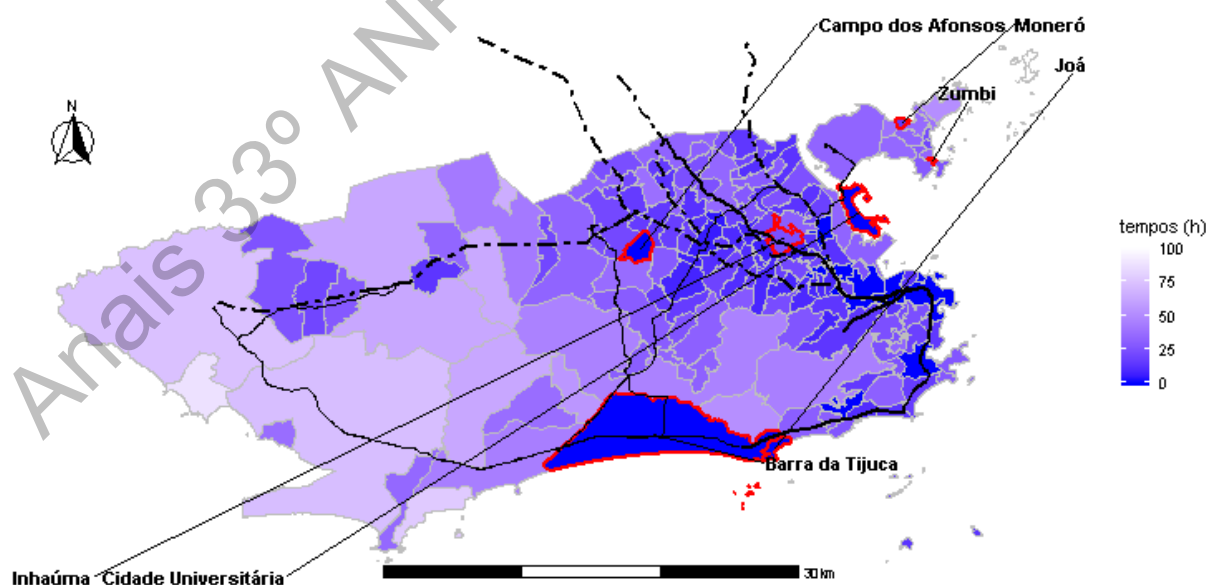 Anais 33º ANP
Campo dos Afonsos Moneró
Joá
Zumbi
N
tempos (h)
100
75
50
25
0
Barra da Tijuca
Inhaúma Cidade Universitária
30 km